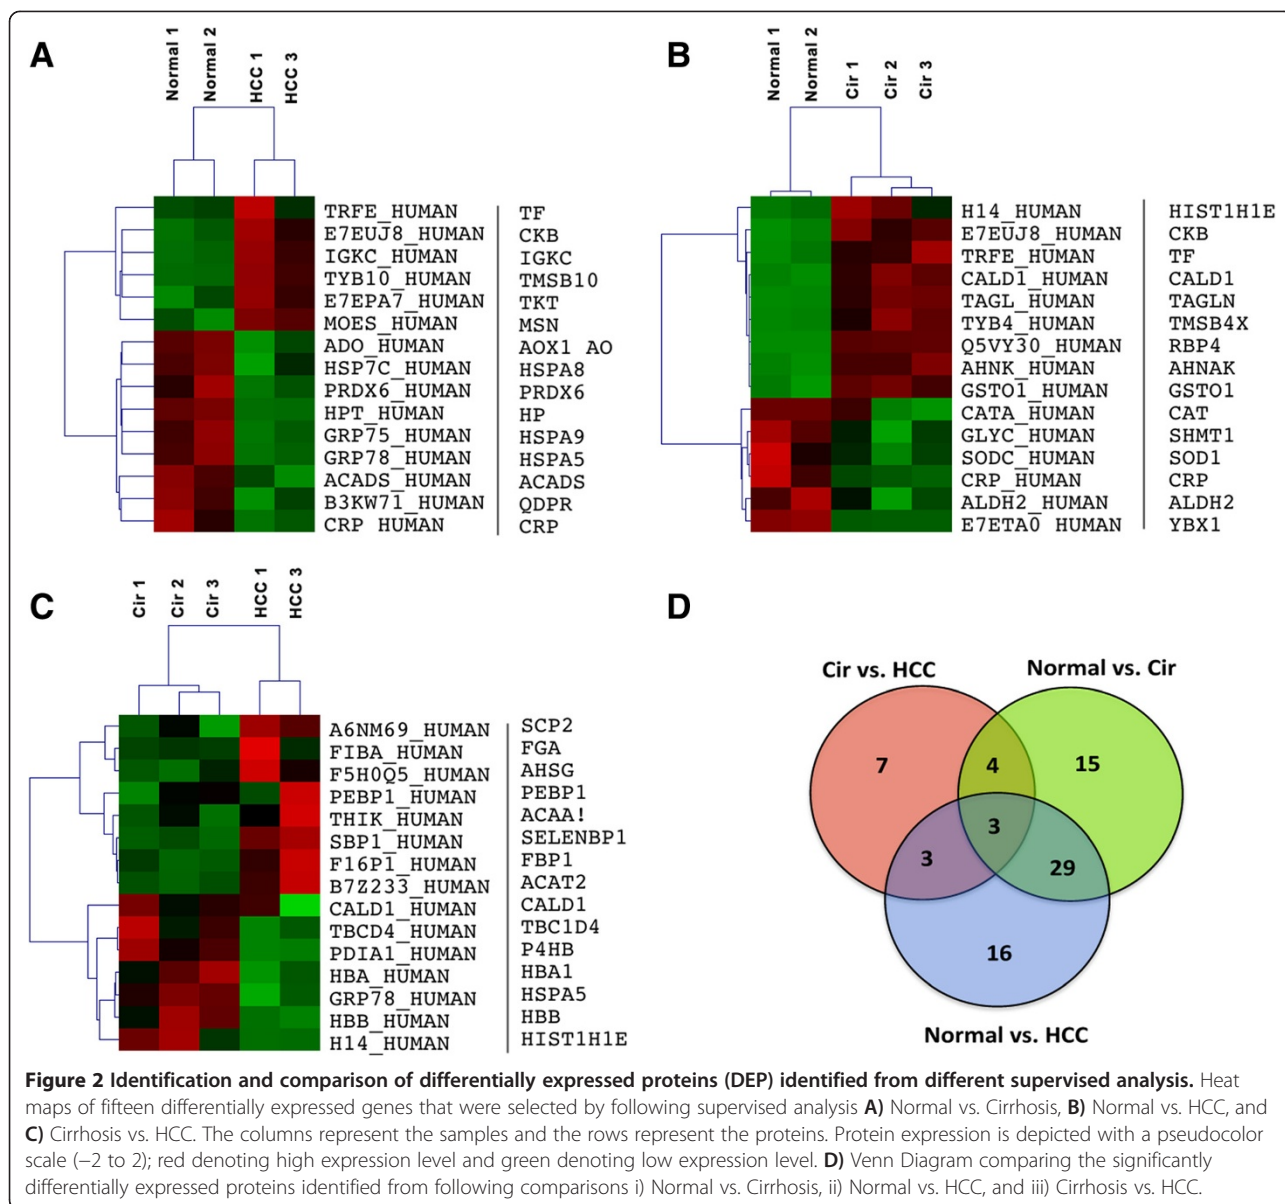 A
Normal 1
Normal 2
HCC 1
HCC 3
TRFE_HUMAN TF
E7EUJ8_HUMAN CKB
IGKC_HUMAN IGKC
TYB10_HUMAN TMSB10
E7EPA7_HUMAN TKT
MOES_HUMAN MSN
ADO_HUMAN AOX1 AO
HSP7C_HUMAN HSPA8
PRDX6_HUMAN PRDX6
HPT_HUMAN HP
GRP75_HUMAN HSPA9
GRP78_HUMAN HSPA5
ACADS_HUMAN ACADS
B3KW71_HUMAN QDPR
CRP HUMAN CRP
B
Normal 1
Normal 2
Cir 1
Cir 2
Cir 3
H14_HUMAN HIST1H1E
E7EUJ8_HUMAN CKB
TRFE_HUMAN TF
CALD1_HUMAN CALD1
TAGL_HUMAN TAGLN
TYB4_HUMAN TMSB4X
Q5VY30_HUMAN RBP4
AHNK_HUMAN AHNAK
GSTO1_HUMAN GSTO1
CATA_HUMAN CAT
GLYC_HUMAN SHMT1
SODC_HUMAN SOD1
CRP_HUMAN CRP
ALDH2_HUMAN ALDH2
E7ETA0 HUMAN YBX1
C
Cir 1
Cir 2
Cir 3
HCC 1
HCC 3
A6NM69_HUMAN SCP2
FIBA_HUMAN FGA
F5H0Q5_HUMAN AHSG
PEBP1_HUMAN PEBP1
THIK_HUMAN ACAA!
SBP1_HUMAN SELENBP1
F16P1_HUMAN FBP1
B7Z233_HUMAN ACAT2
CALD1_HUMAN CALD1
TBCD4_HUMAN TBC1D4
PDIA1_HUMAN P4HB
HBA_HUMAN HBA1
GRP78_HUMAN HSPA5
HBB_HUMAN HBB
H14_HUMAN HIST1H1E
D
Cir vs. HCC
Normal vs. Cir
7
4
15
3
3
29
16
Normal vs. HCC
Figure 2 Identification and comparison of differentially expressed proteins (DEP) identified from different supervised analysis. Heat
maps of fifteen differentially expressed genes that were selected by following supervised analysis A) Normal vs. Cirrhosis, B) Normal vs. HCC, and
C) Cirrhosis vs. HCC. The columns represent the samples and the rows represent the proteins. Protein expression is depicted with a pseudocolor
scale (−2 to 2); red denoting high expression level and green denoting low expression level. D) Venn Diagram comparing the significantly
differentially expressed proteins identified from following comparisons i) Normal vs. Cirrhosis, ii) Normal vs. HCC, and iii) Cirrhosis vs. HCC.